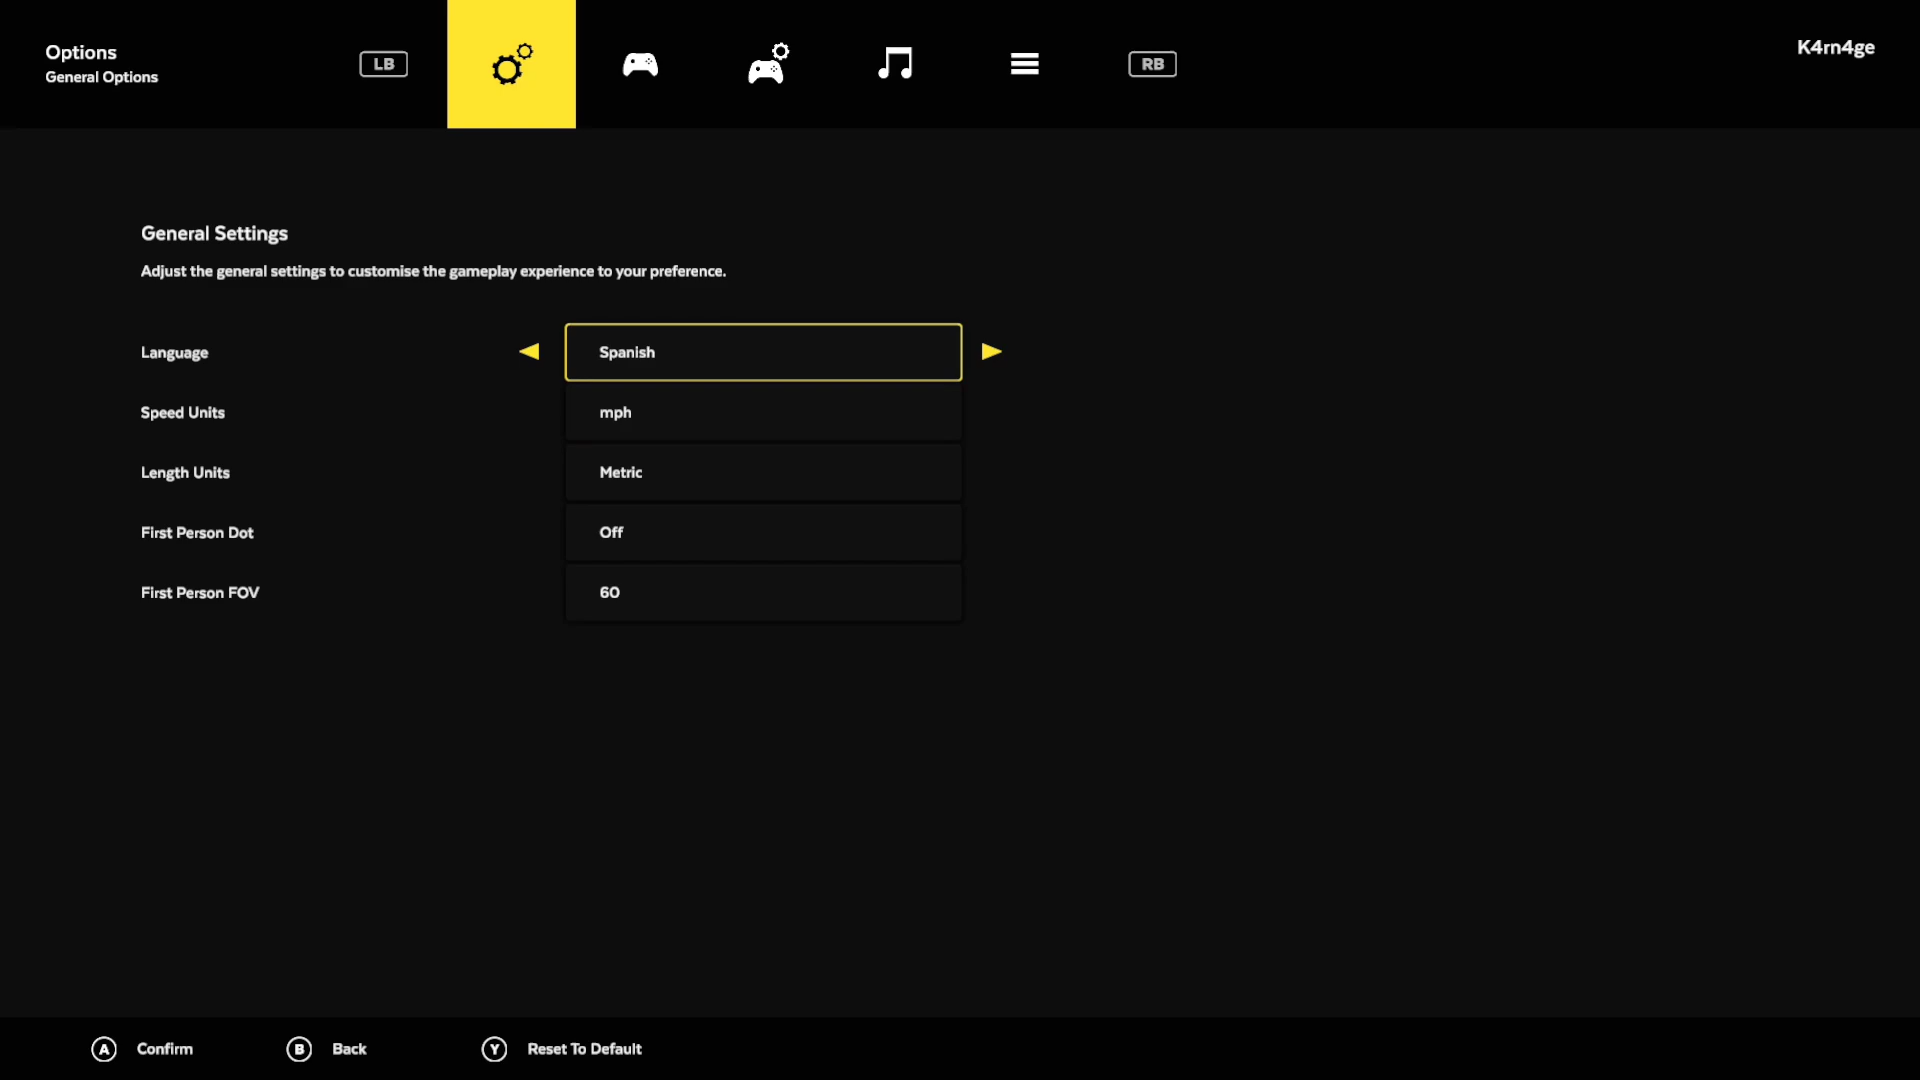 Options
General Options
LB
RB
K4rn4ge
General Settings
Adjust the general settings to customise the gameplay experience to your preference.
Language
Spanish
Speed Units
mph
Length Units
Metric
First Person Dot
Off
First Person FOV
60
A Confirm
B Back
Y Reset To Default